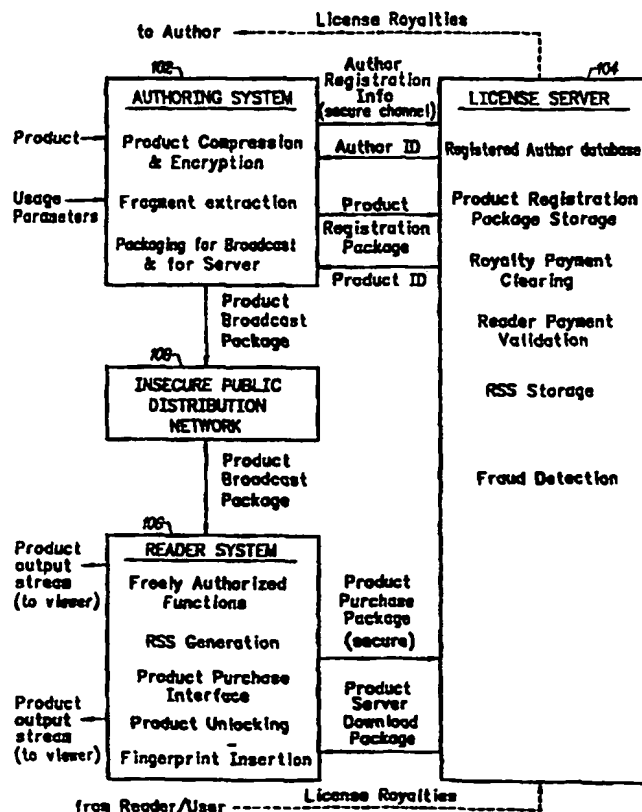 License Royalties
to Author
102
AUTHORING SYSTEM
Product Compression
& Encryption
Fragment extraction
Packaging for Broadcast
& for Server
Product
Usage
Parameters
Author
Registration
Info
(secure channel)
Author ID
Product
Registration
Package
Product ID
104
LICENSE SERVER
Registered Author database
Product Registration
Package Storage
Royalty Payment
Clearing
Reader Payment
Validation
RSS Storage
Fraud Detection
Product
Broadcast
Package
108
INSECURE PUBLIC
DISTRIBUTION
NETWORK
Product
Broadcast
Package
106
READER SYSTEM
Freely Authorized
Functions
RSS Generation
Product Purchase
Interface
Product Unlocking
Fingerprint Insertion
Product
output
stream
(to viewer)
Product
output
stream
(to viewer)
Product
Purchase
Package
(secure)
Product
Server
Download
Package
from Reader/User
License Royalties